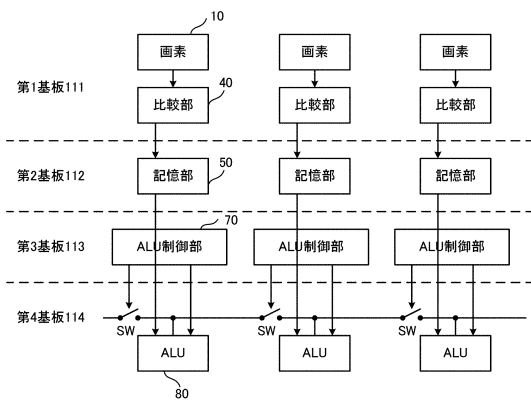 10
画素 画素 画素
第1基板111
40
比較部 比較部 比較部
第2基板112
記憶部 記憶部 記憶部
50
70
第3基板113
ALU制御部 ALU制御部 ALU制御部
第4基板114
SW SW SW
ALU ALU ALU
80